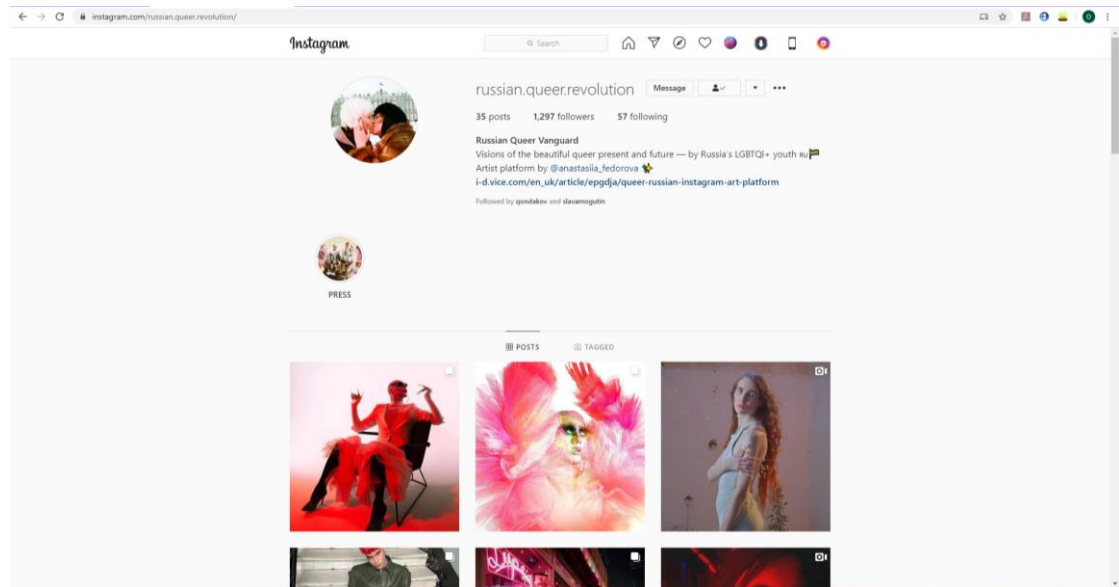 instagram.com/russian.queer.revolution/
Instagram
Search
russian.queer.revolution Message
35 posts 1,297 followers 57 following
Russian Queer Vanguard
Visions of the beautiful queer present and future — by Russia's LGBTQI+ youth
Artist platform by @anastasiia_fedorova
i-d.vice.com/en_uk/article/epgdja/queer-russian-instagram-art-platform
Followed by qondakov and slavamogutin
PRESS
POSTS TAGGED